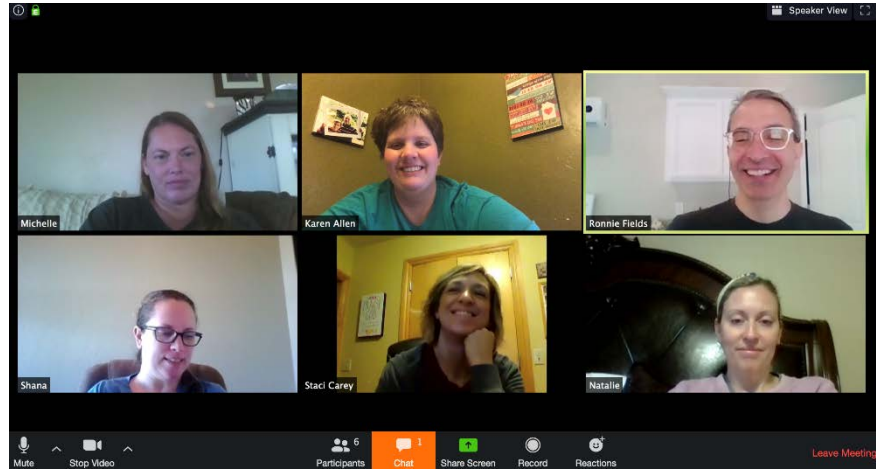 Speaker View
Michelle
Karen Allen
Ronnie Fields
Shana
Staci Carey
Natalie
6
1
Mute
Stop Video
Participants
Chat
Share Screen
Record
Reactions
Leave Meeting